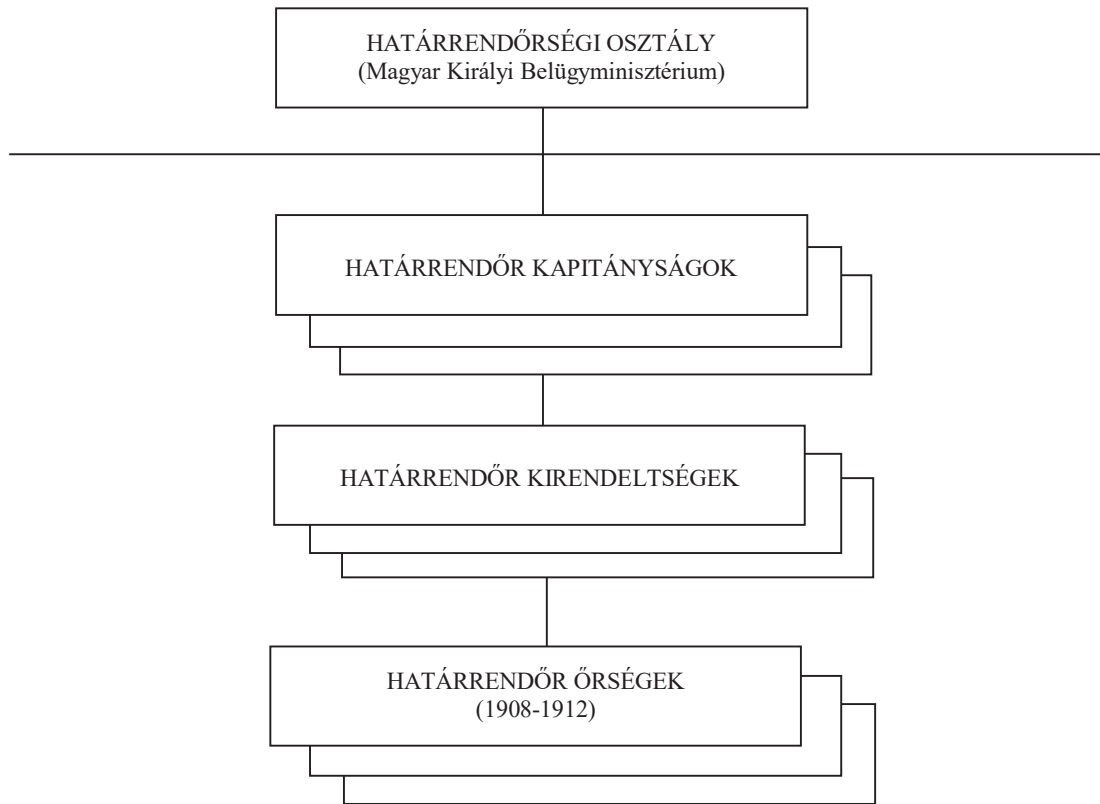 HATÁRRENDŐRSÉGI OSZTÁLY
(Magyar Királyi Belügyminisztérium)
HATÁRRENDŐR KAPITÁNYSÁGOK
HATÁRRENDŐR KIRENDELTSÉGEK
HATÁRRENDŐR ŐRSÉGEK
(1908-1912)